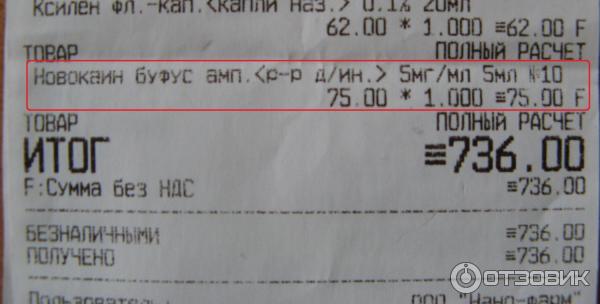 Ксилен фл.-кап.<капли наз.> 0.1% 20мл
62.00 * 1.000 ≡62.00 F
ТОВАР ПОЛНЫЙ РАСЧЕТ
Новокаин буфус амп.<р-р д/ин.> 5мг/мл 5мл №10
75.00 * 1.000 ≡75.00 F
ТОВАР ПОЛНЫЙ РАСЧЕТ
ИТОГ ≡736.00
F:Сумма без НДС ≡736.00
БЕЗНАЛИЧНЫМИ ≡736.00
ПОЛУЧЕНО ≡736.00
ООО "Нано-фарм"
ОТЗОВИК